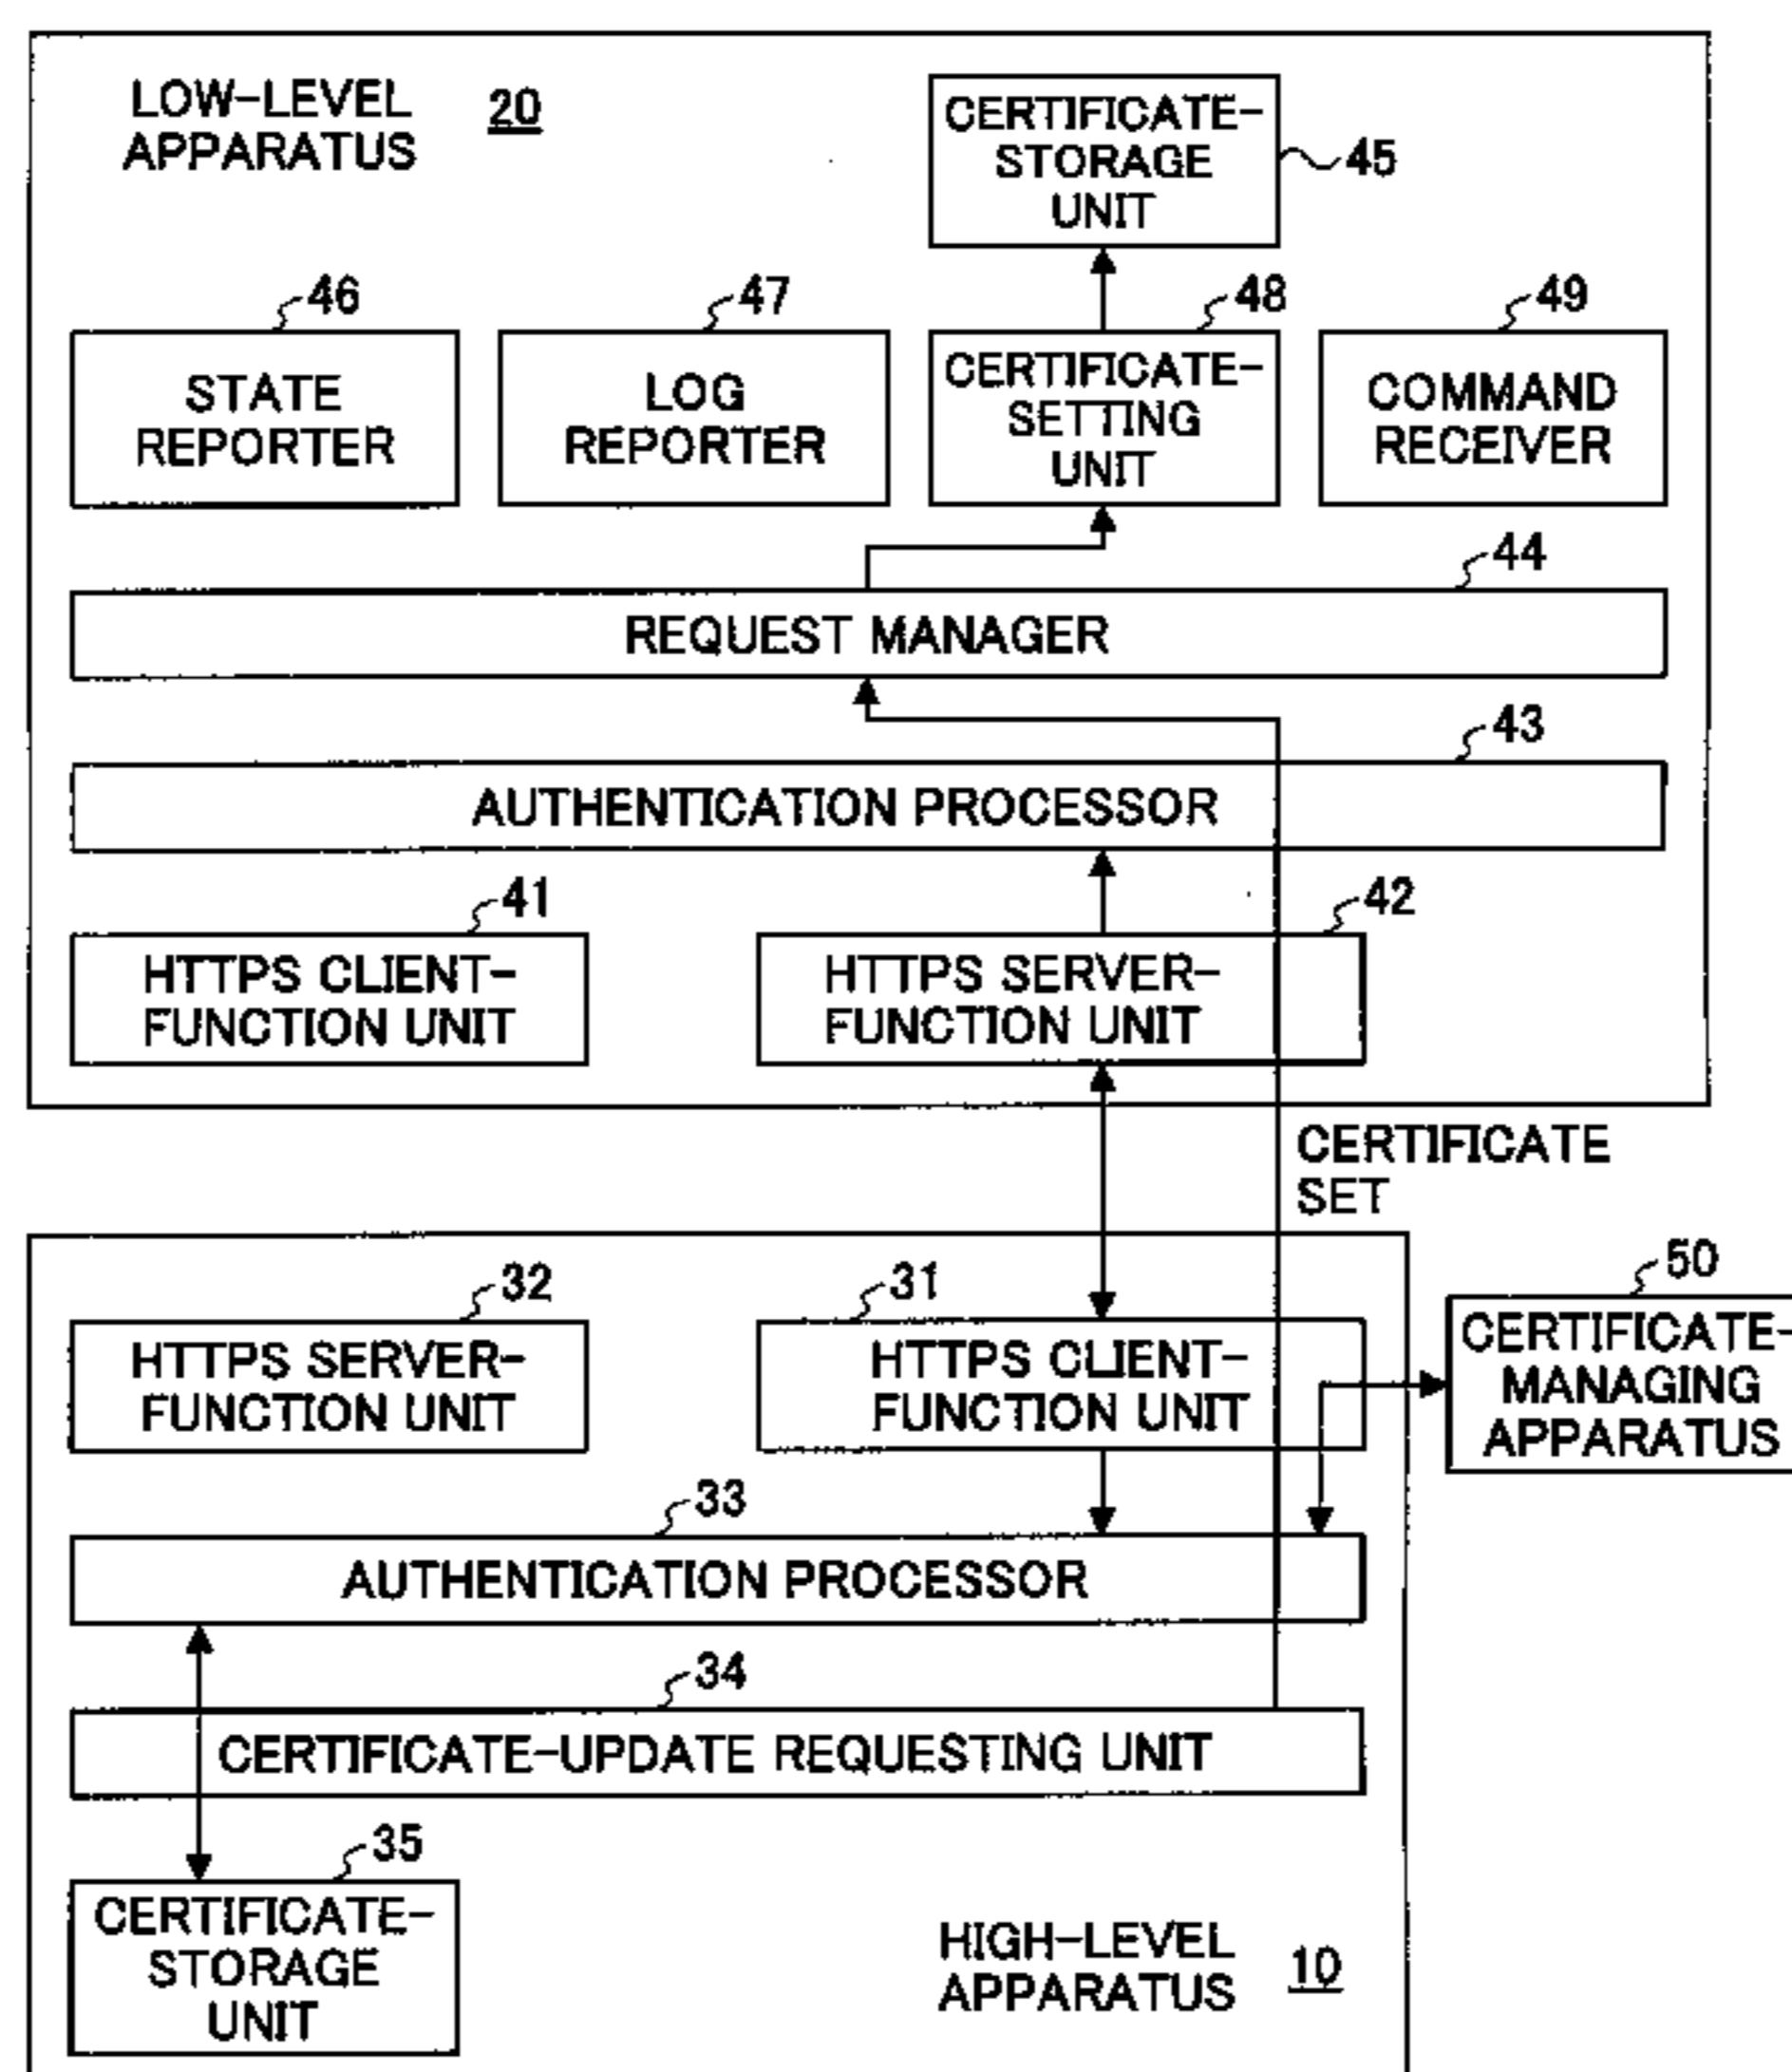 LOW-LEVEL
APPARATUS
20
CERTIFICATE-
STORAGE
UNIT
45
46
47
48
49
STATE
REPORTER
LOG
REPORTER
CERTIFICATE-
SETTING
UNIT
COMMAND
RECEIVER
44
REQUEST MANAGER
43
AUTHENTICATION PROCESSOR
41
42
HTTPS CLIENT-
FUNCTION UNIT
HTTPS SERVER-
FUNCTION UNIT
CERTIFICATE
SET
32
31
50
HTTPS SERVER-
FUNCTION UNIT
HTTPS CLIENT-
FUNCTION UNIT
CERTIFICATE-
MANAGING
APPARATUS
33
AUTHENTICATION PROCESSOR
34
CERTIFICATE-UPDATE REQUESTING UNIT
35
CERTIFICATE-
STORAGE
UNIT
HIGH-LEVEL
APPARATUS
10